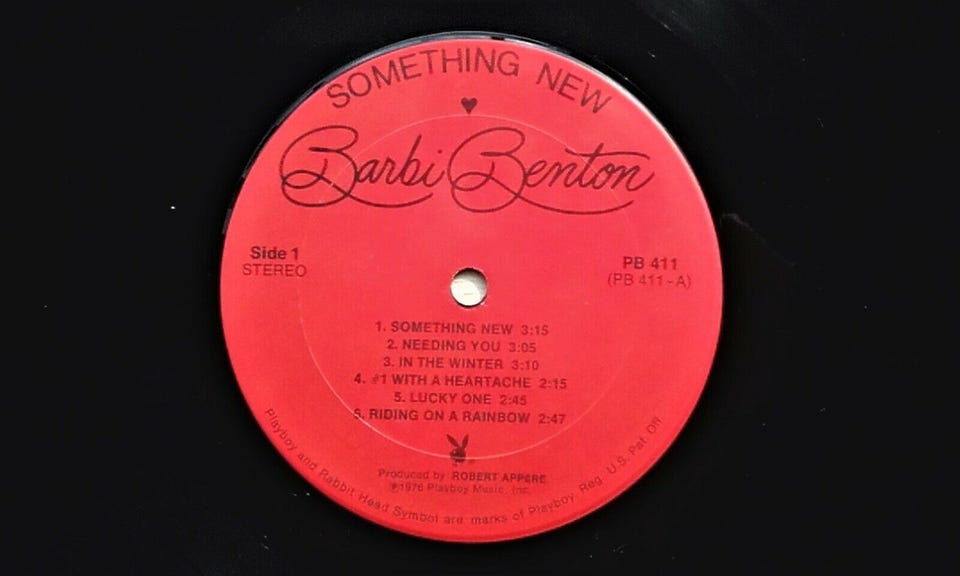 SOMETHING NEW
Barbi Benton
Side 1
STEREO
PB 411
(PB 411-A)
1. SOMETHING NEW 3:15
2. NEEDING YOU 3:05
3. IN THE WINTER 3:10
4. #1 WITH A HEARTACHE 2:15
5. LUCKY ONE 2:45
6. RIDING ON A RAINBOW 2:47
Produced by ROBERT APPERE
℗1976 Playboy Music, Inc.
Playboy and Rabbit Head Symbol are marks of Playboy, Reg. U.S. Pat. Off